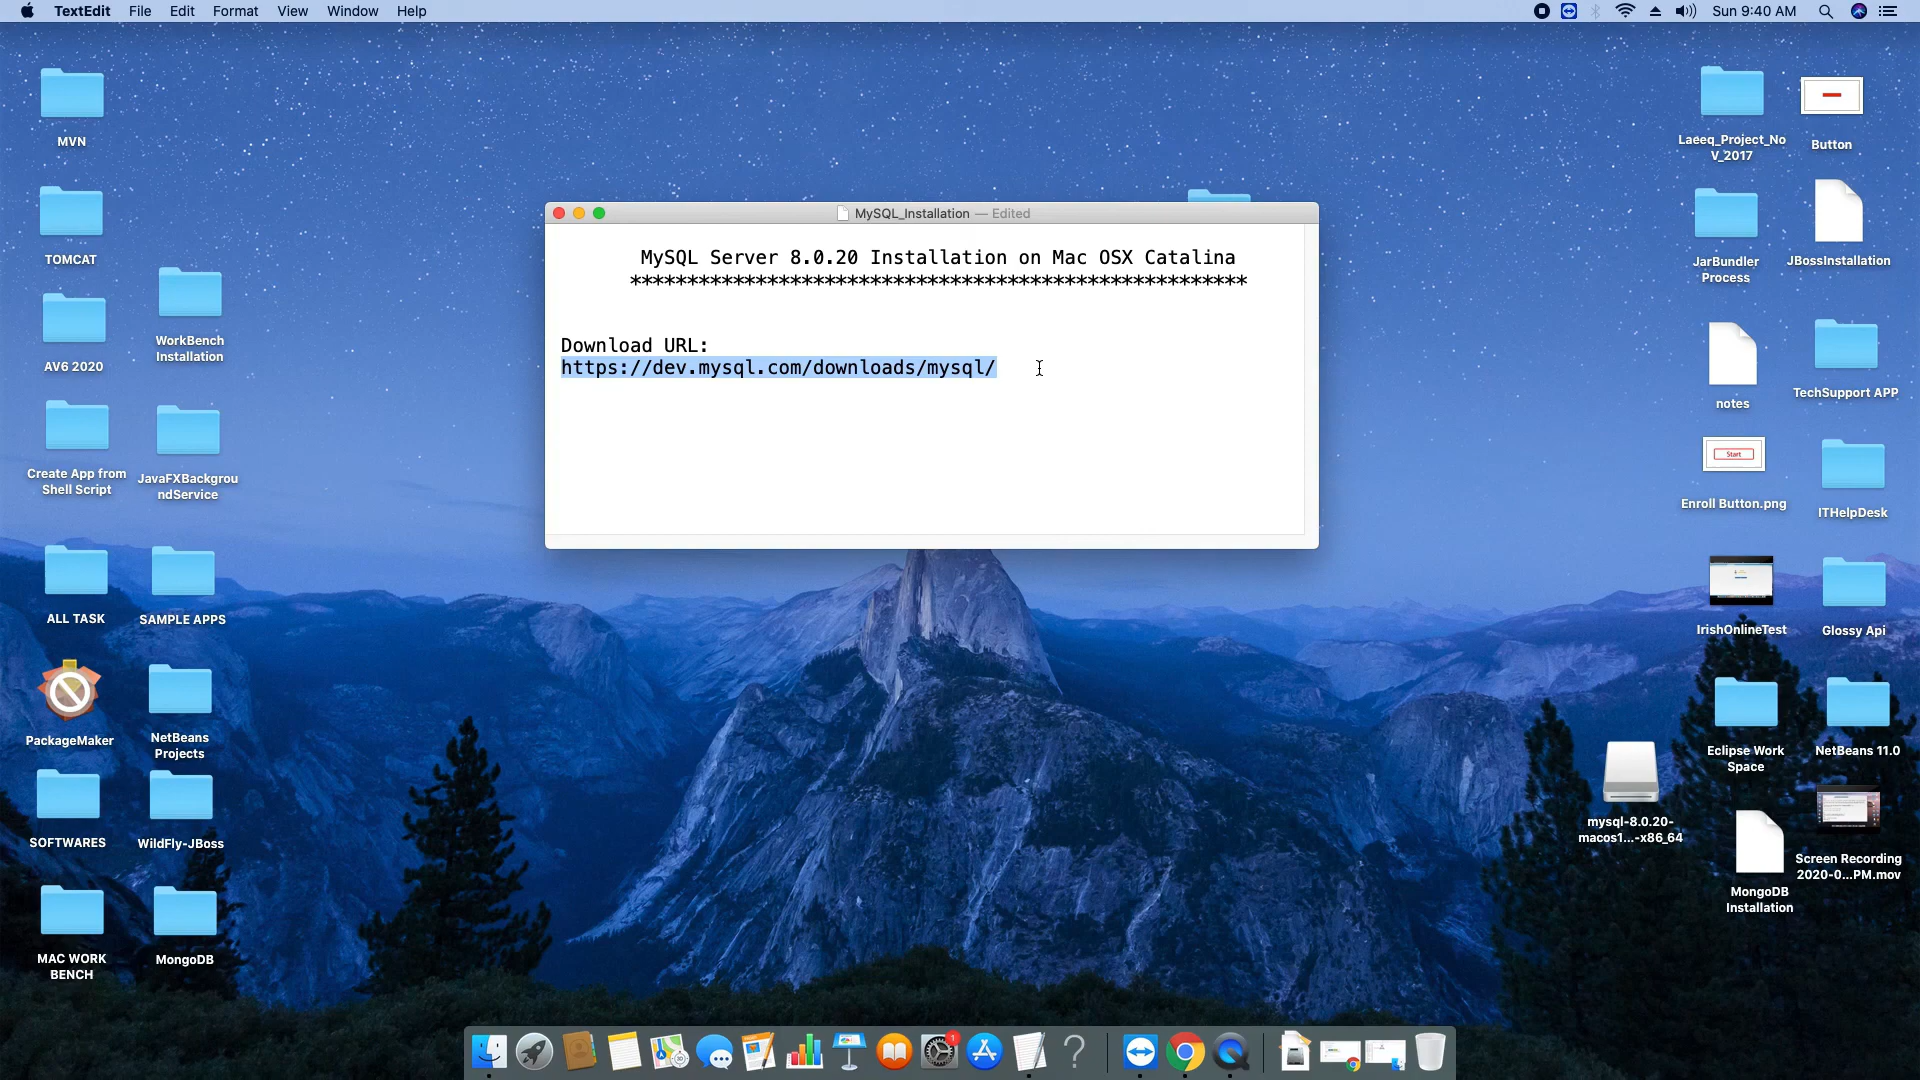 TextEdit File Edit Format View Window Help Sun 9:40 AM
MySQL_Installation — Edited
MySQL Server 8.0.20 Installation on Mac OSX Catalina
******************************************************
Download URL:
https://dev.mysql.com/downloads/mysql/
MVN
TOMCAT
AV6 2020
WorkBench
Installation
Create App from
Shell Script
JavaFXBackgrou
ndService
ALL TASK
SAMPLE APPS
PackageMaker
NetBeans
Projects
SOFTWARES
WildFly-JBoss
MAC WORK
BENCH
MongoDB
Laeeq_Project_No
V_2017
Button
JarBundler
Process
JBossInstallation
notes
TechSupport APP
Start
Enroll Button.png
ITHelpDesk
IrishOnlineTest
Glossy Api
Eclipse Work
Space
NetBeans 11.0
mysql-8.0.20-
macos1...-x86_64
MongoDB
Installation
Screen Recording
2020-0...PM.mov
1